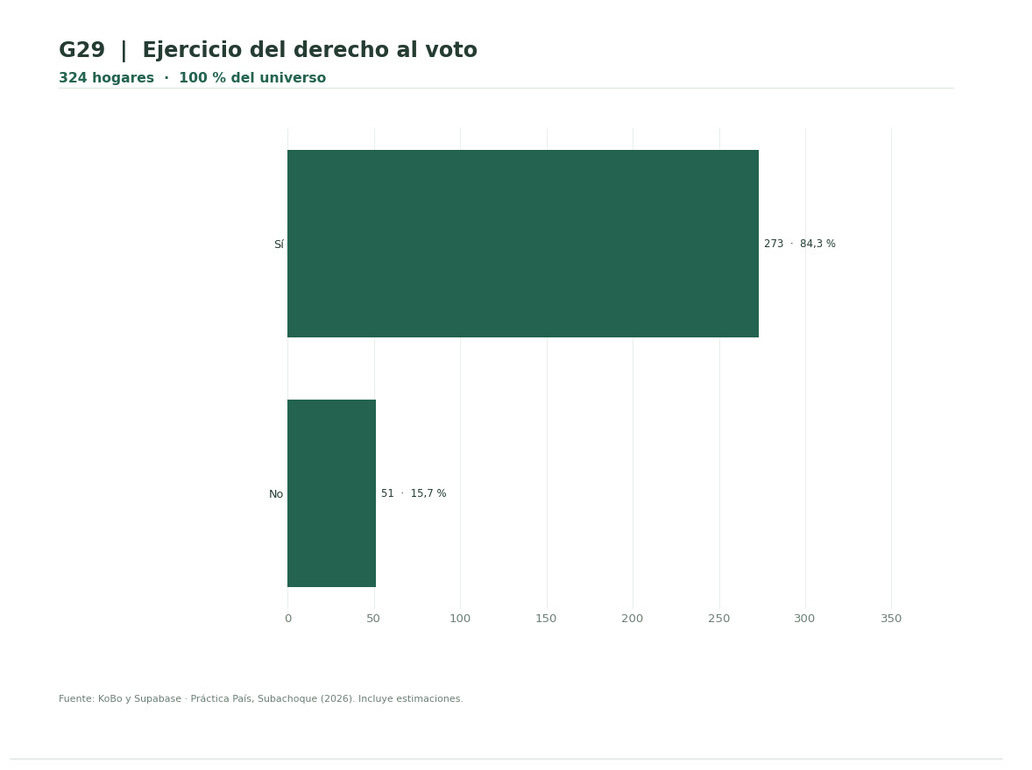 G29 | Ejercicio del derecho al voto
324 hogares · 100 % del universo
Sí
273 · 84,3 %
No
51 · 15,7 %
0 50 100 150 200 250 300 350
Fuente: KoBo y Supabase · Práctica País, Subachoque (2026). Incluye estimaciones.